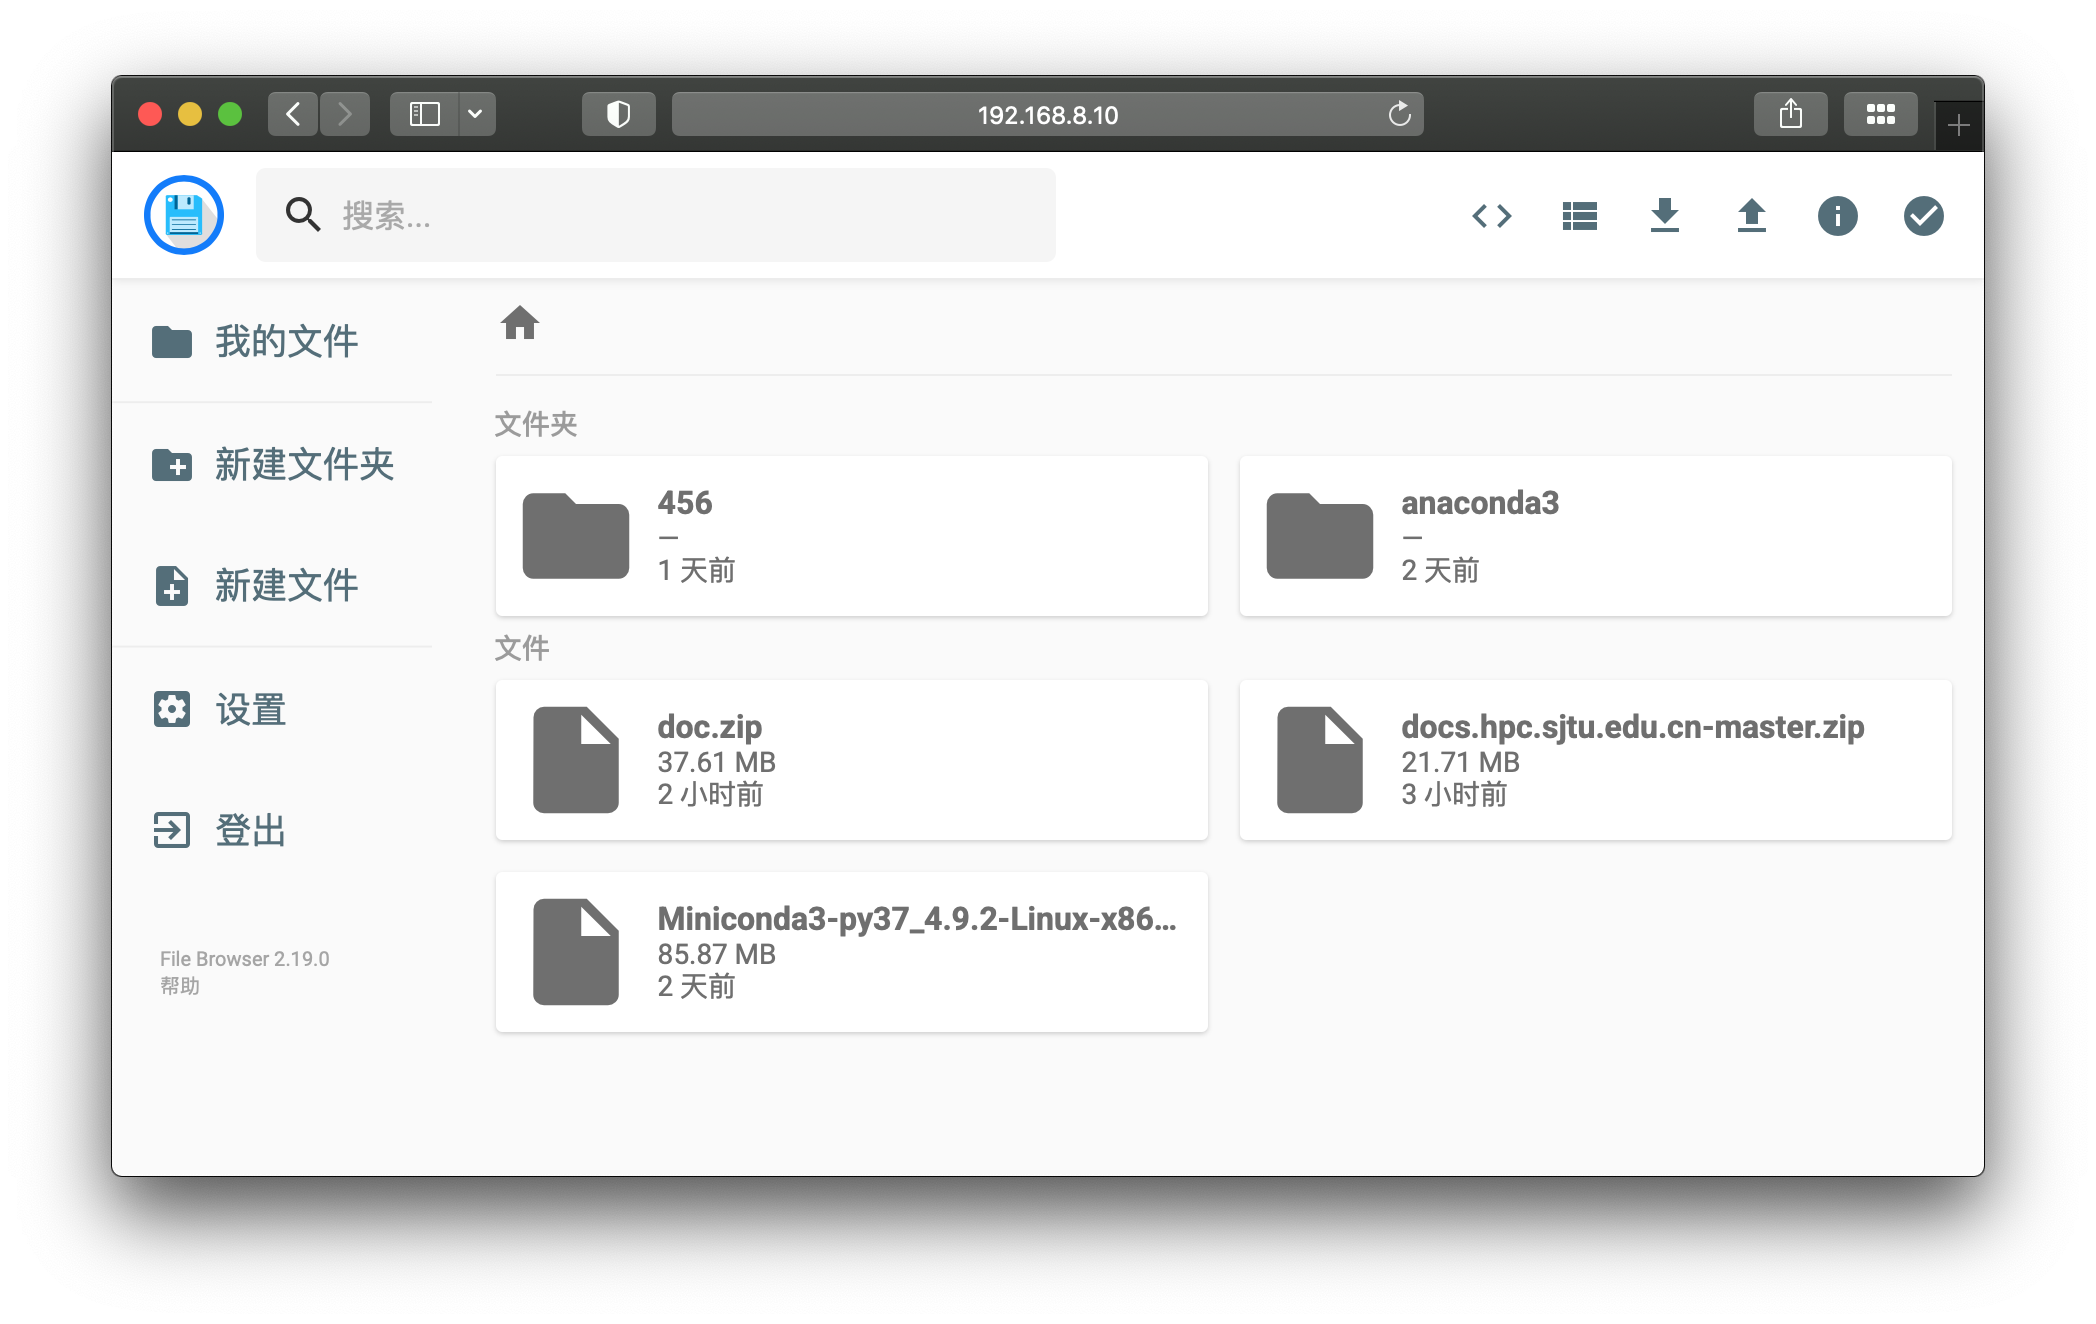 192.168.8.10
搜索...
我的文件
新建文件夹
新建文件
设置
登出
File Browser 2.19.0
帮助
文件夹
456
—
1 天前
anaconda3
—
2 天前
文件
doc.zip
37.61 MB
2 小时前
docs.hpc.sjtu.edu.cn-master.zip
21.71 MB
3 小时前
Miniconda3-py37_4.9.2-Linux-x86...
85.87 MB
2 天前